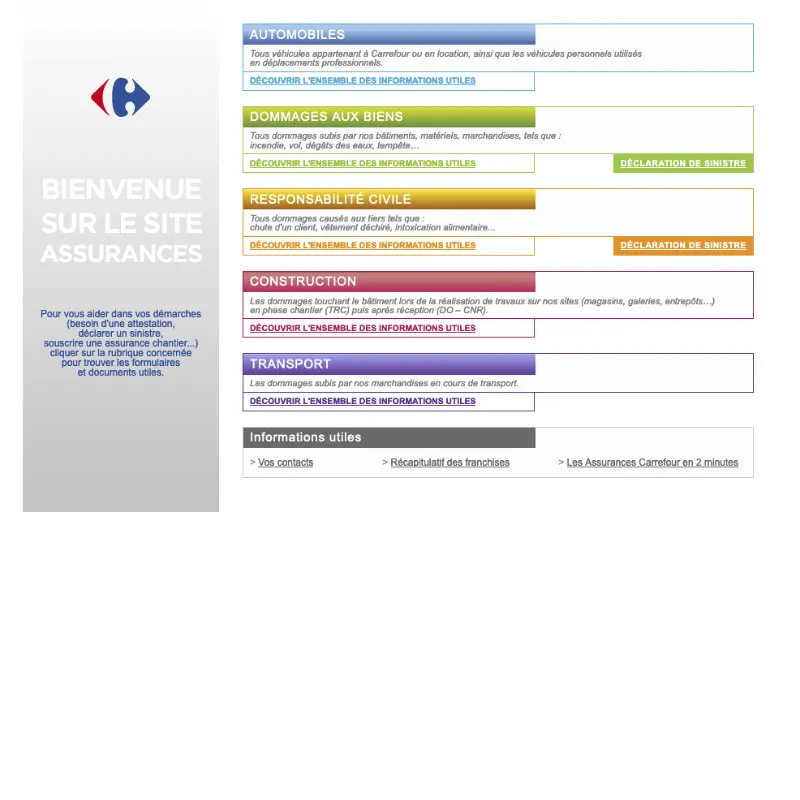 BIENVENUE
SUR LE SITE
ASSURANCES
Pour vous aider dans vos démarches
(besoin d'une attestation,
déclarer un sinistre,
souscrire une assurance chantier...)
cliquer sur la rubrique concernée
pour trouver les formulaires
et documents utiles.
AUTOMOBILES
Tous véhicules appartenant à Carrefour ou en location, ainsi que les véhicules personnels utilisés
en déplacements professionnels.
DÉCOUVRIR L'ENSEMBLE DES INFORMATIONS UTILES
DOMMAGES AUX BIENS
Tous dommages subis par nos bâtiments, matériels, marchandises, tels que :
incendie, vol, dégâts des eaux, tempête…
DÉCOUVRIR L'ENSEMBLE DES INFORMATIONS UTILES
DÉCLARATION DE SINISTRE
RESPONSABILITÉ CIVILE
Tous dommages causés aux tiers tels que :
chute d'un client, vêtement déchiré, intoxication alimentaire...
DÉCOUVRIR L'ENSEMBLE DES INFORMATIONS UTILES
DÉCLARATION DE SINISTRE
CONSTRUCTION
Les dommages touchant le bâtiment lors de la réalisation de travaux sur nos sites (magasins, galeries, entrepôts…)
en phase chantier (TRC) puis après réception (DO – CNR).
DÉCOUVRIR L'ENSEMBLE DES INFORMATIONS UTILES
TRANSPORT
Les dommages subis par nos marchandises en cours de transport.
DÉCOUVRIR L'ENSEMBLE DES INFORMATIONS UTILES
Informations utiles
> Vos contacts
> Récapitulatif des franchises
> Les Assurances Carrefour en 2 minutes